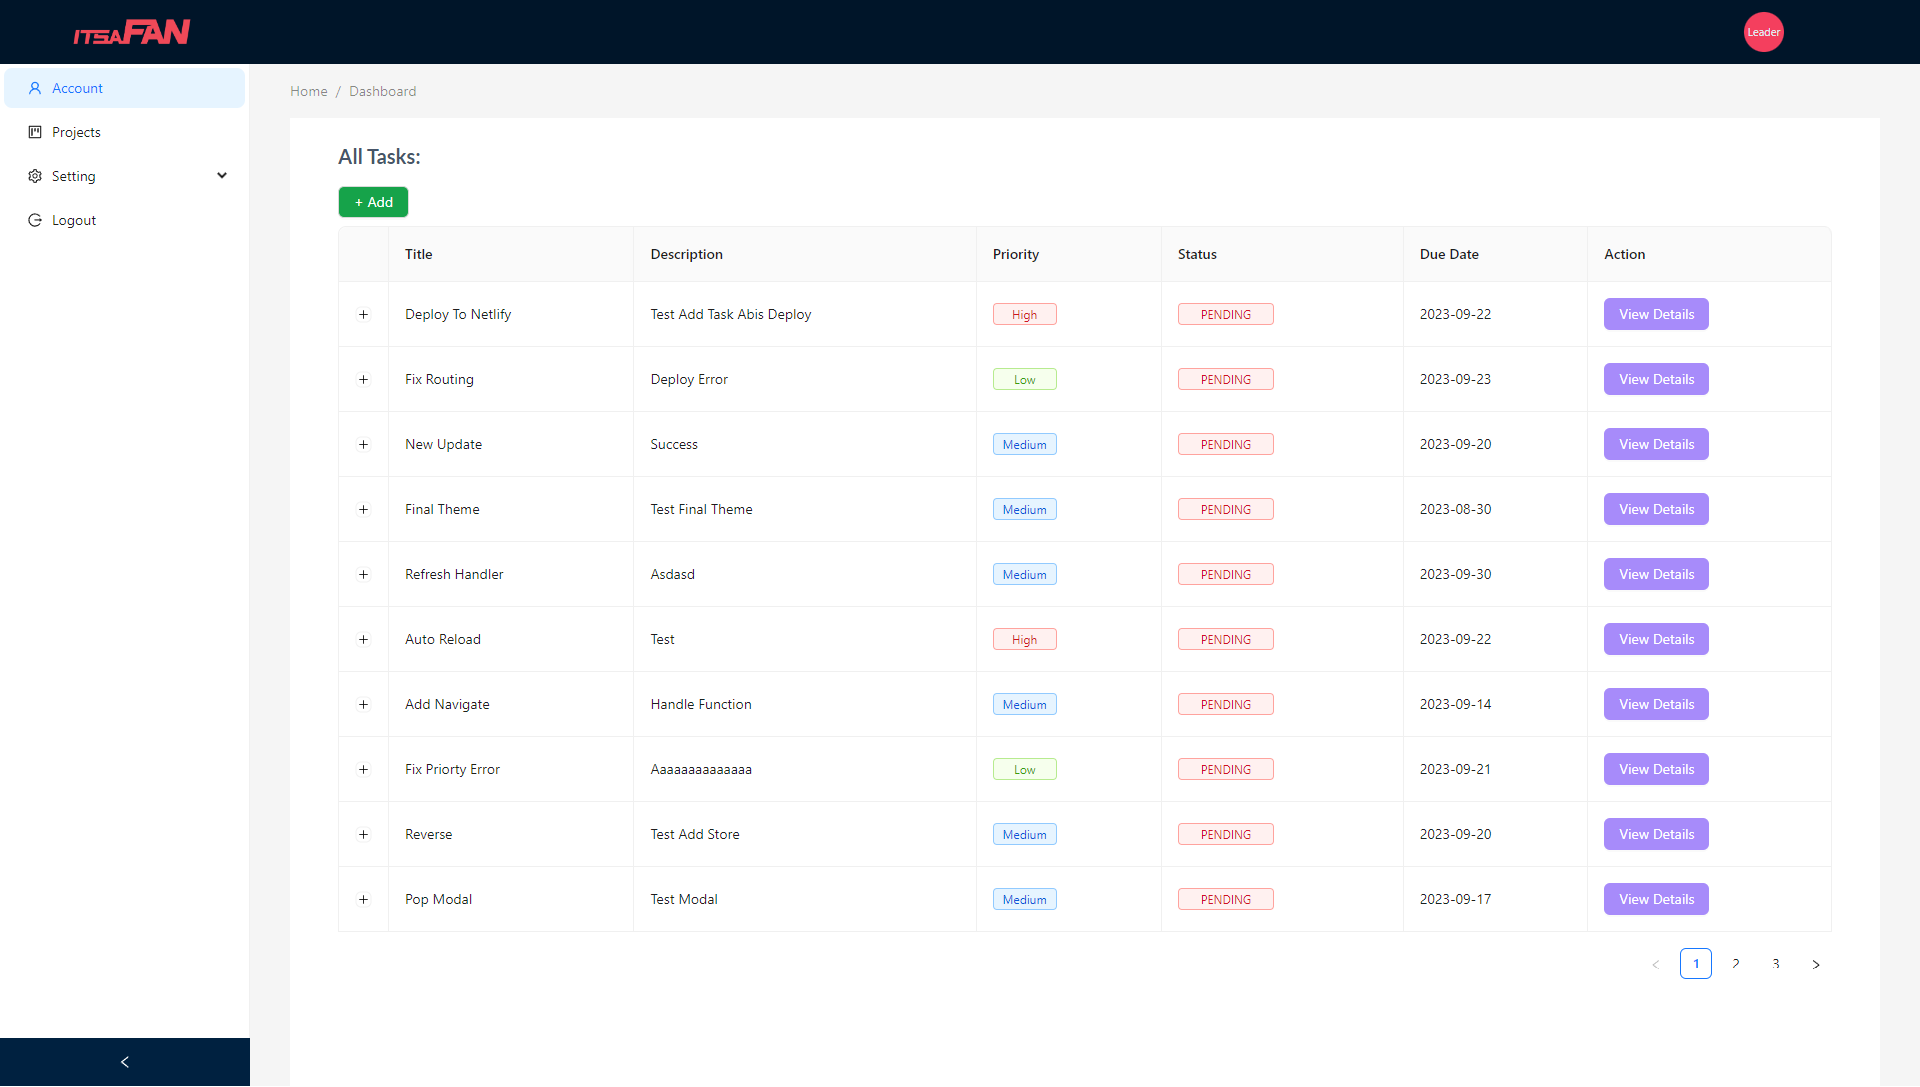 ITSAFAN
Leader
Account
Projects
Setting
Logout
Home / Dashboard
All Tasks:
+ Add
Title Description Priority Status Due Date Action
Deploy To Netlify Test Add Task Abis Deploy High PENDING 2023-09-22 View Details
Fix Routing Deploy Error Low PENDING 2023-09-23 View Details
New Update Success Medium PENDING 2023-09-20 View Details
Final Theme Test Final Theme Medium PENDING 2023-08-30 View Details
Refresh Handler Asdasd Medium PENDING 2023-09-30 View Details
Auto Reload Test High PENDING 2023-09-22 View Details
Add Navigate Handle Function Medium PENDING 2023-09-14 View Details
Fix Priorty Error Aaaaaaaaaaaaaa Low PENDING 2023-09-21 View Details
Reverse Test Add Store Medium PENDING 2023-09-20 View Details
Pop Modal Test Modal Medium PENDING 2023-09-17 View Details
< 1 2 3 >